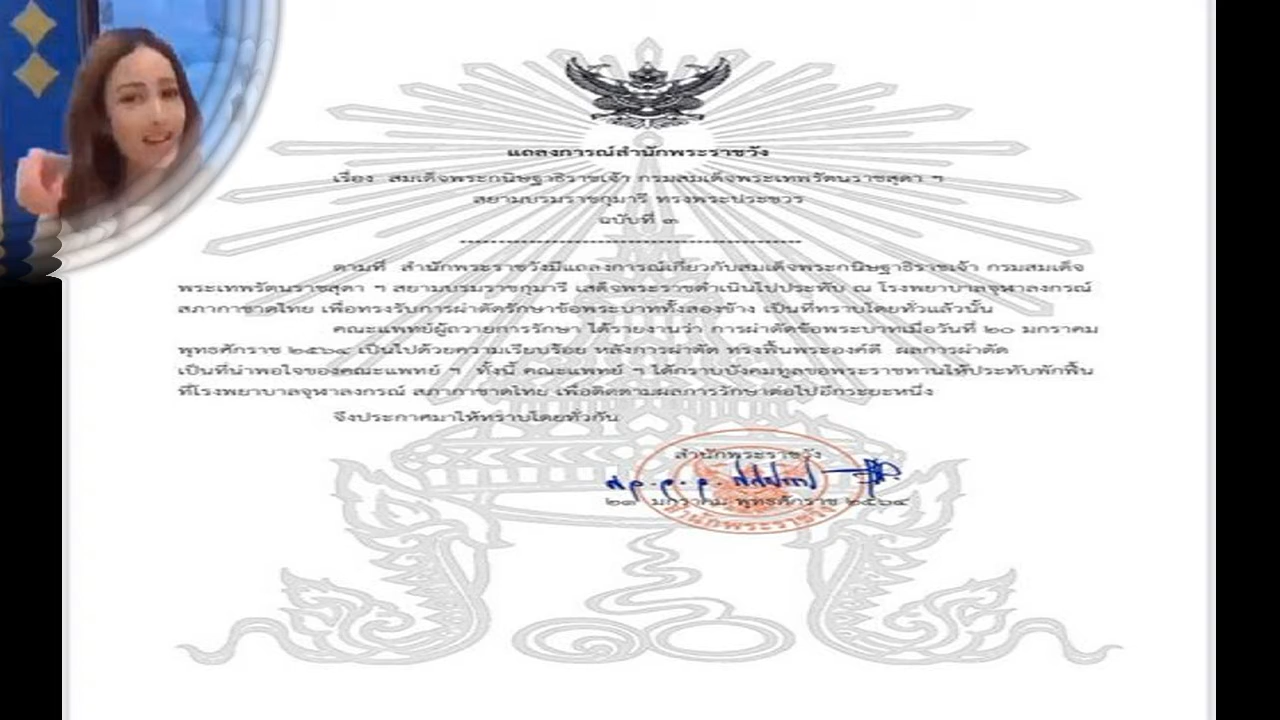 แถลงการณ์สำนักพระราชวัง
เรื่อง สมเด็จพระกนิษฐาธิราชเจ้า กรมสมเด็จพระเทพรัตนราชสุดา ฯ
สยามบรมราชกุมารี ทรงพระประชวร
ฉบับที่ ๓
ตามที่ สำนักพระราชวังมีแถลงการณ์เกี่ยวกับสมเด็จพระกนิษฐาธิราชเจ้า กรมสมเด็จ
พระเทพรัตนราชสุดา ฯ สยามบรมราชกุมารี เสด็จพระราชดำเนินไปประทับ ณ โรงพยาบาลจุฬาลงกรณ์
สภากาชาดไทย เพื่อทรงรับการผ่าตัดรักษาข้อพระบาททั้งสองข้าง เป็นที่ทราบโดยทั่วแล้วนั้น
คณะแพทย์ผู้ถวายการรักษา ได้รายงานว่า การผ่าตัดข้อพระบาทเมื่อวันที่ ๒๐ มกราคม
พุทธศักราช ๒๕๖๔ เป็นไปด้วยความเรียบร้อย หลังการผ่าตัด ทรงฟื้นพระองค์ดี ผลการผ่าตัด
เป็นที่น่าพอใจของคณะแพทย์ ฯ ทั้งนี้ คณะแพทย์ ฯ ได้กราบบังคมทูลขอพระราชทานให้ประทับพักฟื้น
ที่โรงพยาบาลจุฬาลงกรณ์ สภากาชาดไทย เพื่อติดตามผลการรักษาต่อไปอีกระยะหนึ่ง
จึงประกาศมาให้ทราบโดยทั่วกัน
สำนักพระราชวัง
มกราคม พุทธศักราช ๒๕๖๔
สำนักพระราชวัง